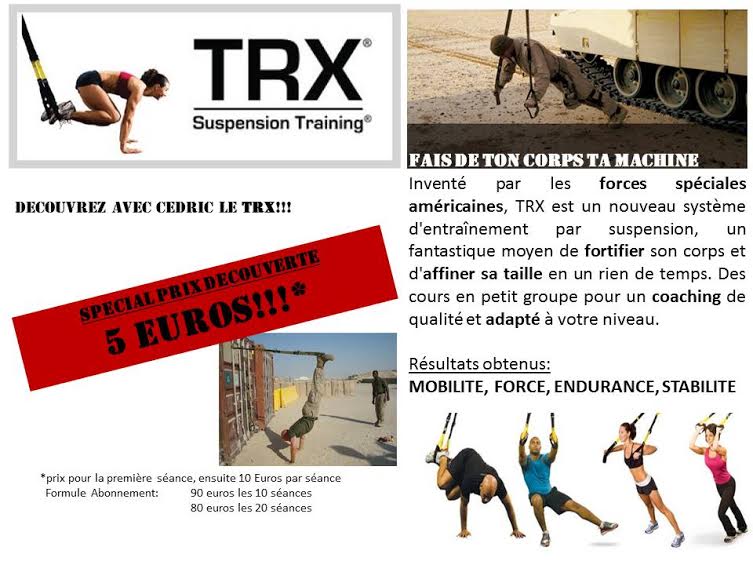 TRX®
Suspension Training®
DECOUVREZ AVEC CEDRIC LE TRX!!!
SPECIAL PRIX DECOUVERTE
5 EUROS!!!*
*prix pour la première séance, ensuite 10 Euros par séance
Formule Abonnement: 90 euros les 10 séances
80 euros les 20 séances
FAIS DE TON CORPS TA MACHINE
Inventé par les forces spéciales
américaines, TRX est un nouveau système
d'entraînement par suspension, un
fantastique moyen de fortifier son corps et
d'affiner sa taille en un rien de temps. Des
cours en petit groupe pour un coaching de
qualité et adapté à votre niveau.
Résultats obtenus:
MOBILITE, FORCE, ENDURANCE, STABILITE